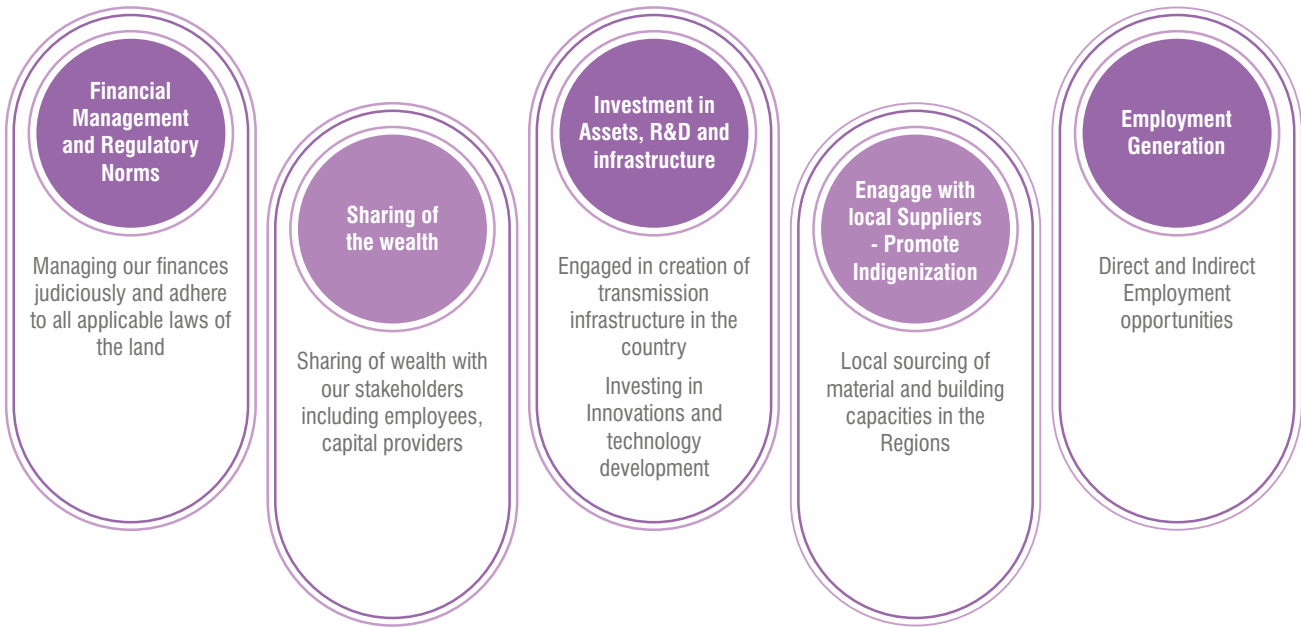 Financial
Management
and Regulatory
Norms
Managing our finances
judiciously and adhere
to all applicable laws of
the land
Sharing of
the wealth
Sharing of wealth with
our stakeholders
including employees,
capital providers
Investment in
Assets, R&D and
infrastructure
Engaged in creation of
transmission
infrastructure in the
country
Investing in
Innovations and
technology
development
Enagage with
local Suppliers
- Promote
Indigenization
Local sourcing of
material and building
capacities in the
Regions
Employment
Generation
Direct and Indirect
Employment
opportunities